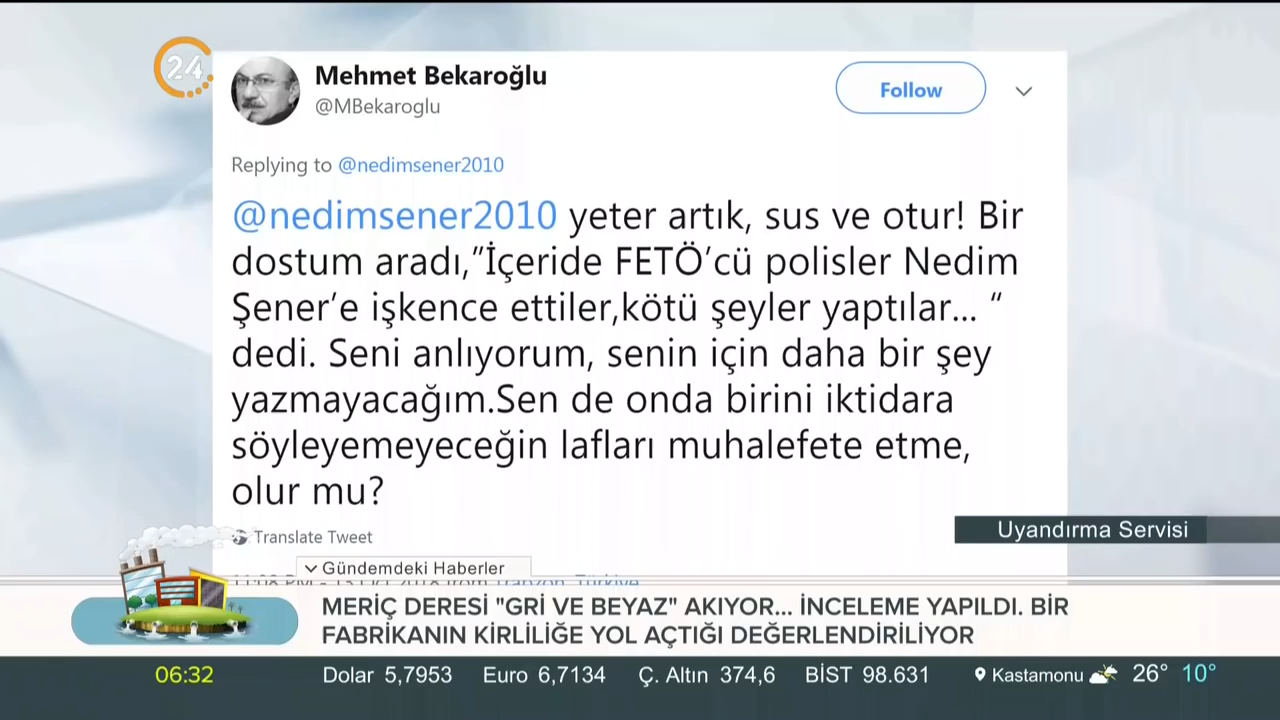 24
Mehmet Bekaroğlu
@MBekaroglu
Follow
Replying to @nedimsener2010
@nedimsener2010 yeter artık, sus ve otur! Bir
dostum aradı,"İçeride FETÖ'cü polisler Nedim
Şener'e işkence ettiler,kötü şeyler yaptılar... “
dedi. Seni anlıyorum, senin için daha bir şey
yazmayacağım.Sen de onda birini iktidara
söyleyemeyeceğin lafları muhalefete etme,
olur mu?
Translate Tweet
Uyandırma Servisi
Gündemdeki Haberler
MERİÇ DERESİ "GRİ VE BEYAZ" AKIYOR... İNCELEME YAPILDI. BİR
FABRİKANIN KİRLİLİĞE YOL AÇTIĞI DEĞERLENDİRİLİYOR
06:32 Dolar 5,7953 Euro 6,7134 Ç. Altın 374,6 BİST 98.631 Kastamonu 26° 10°